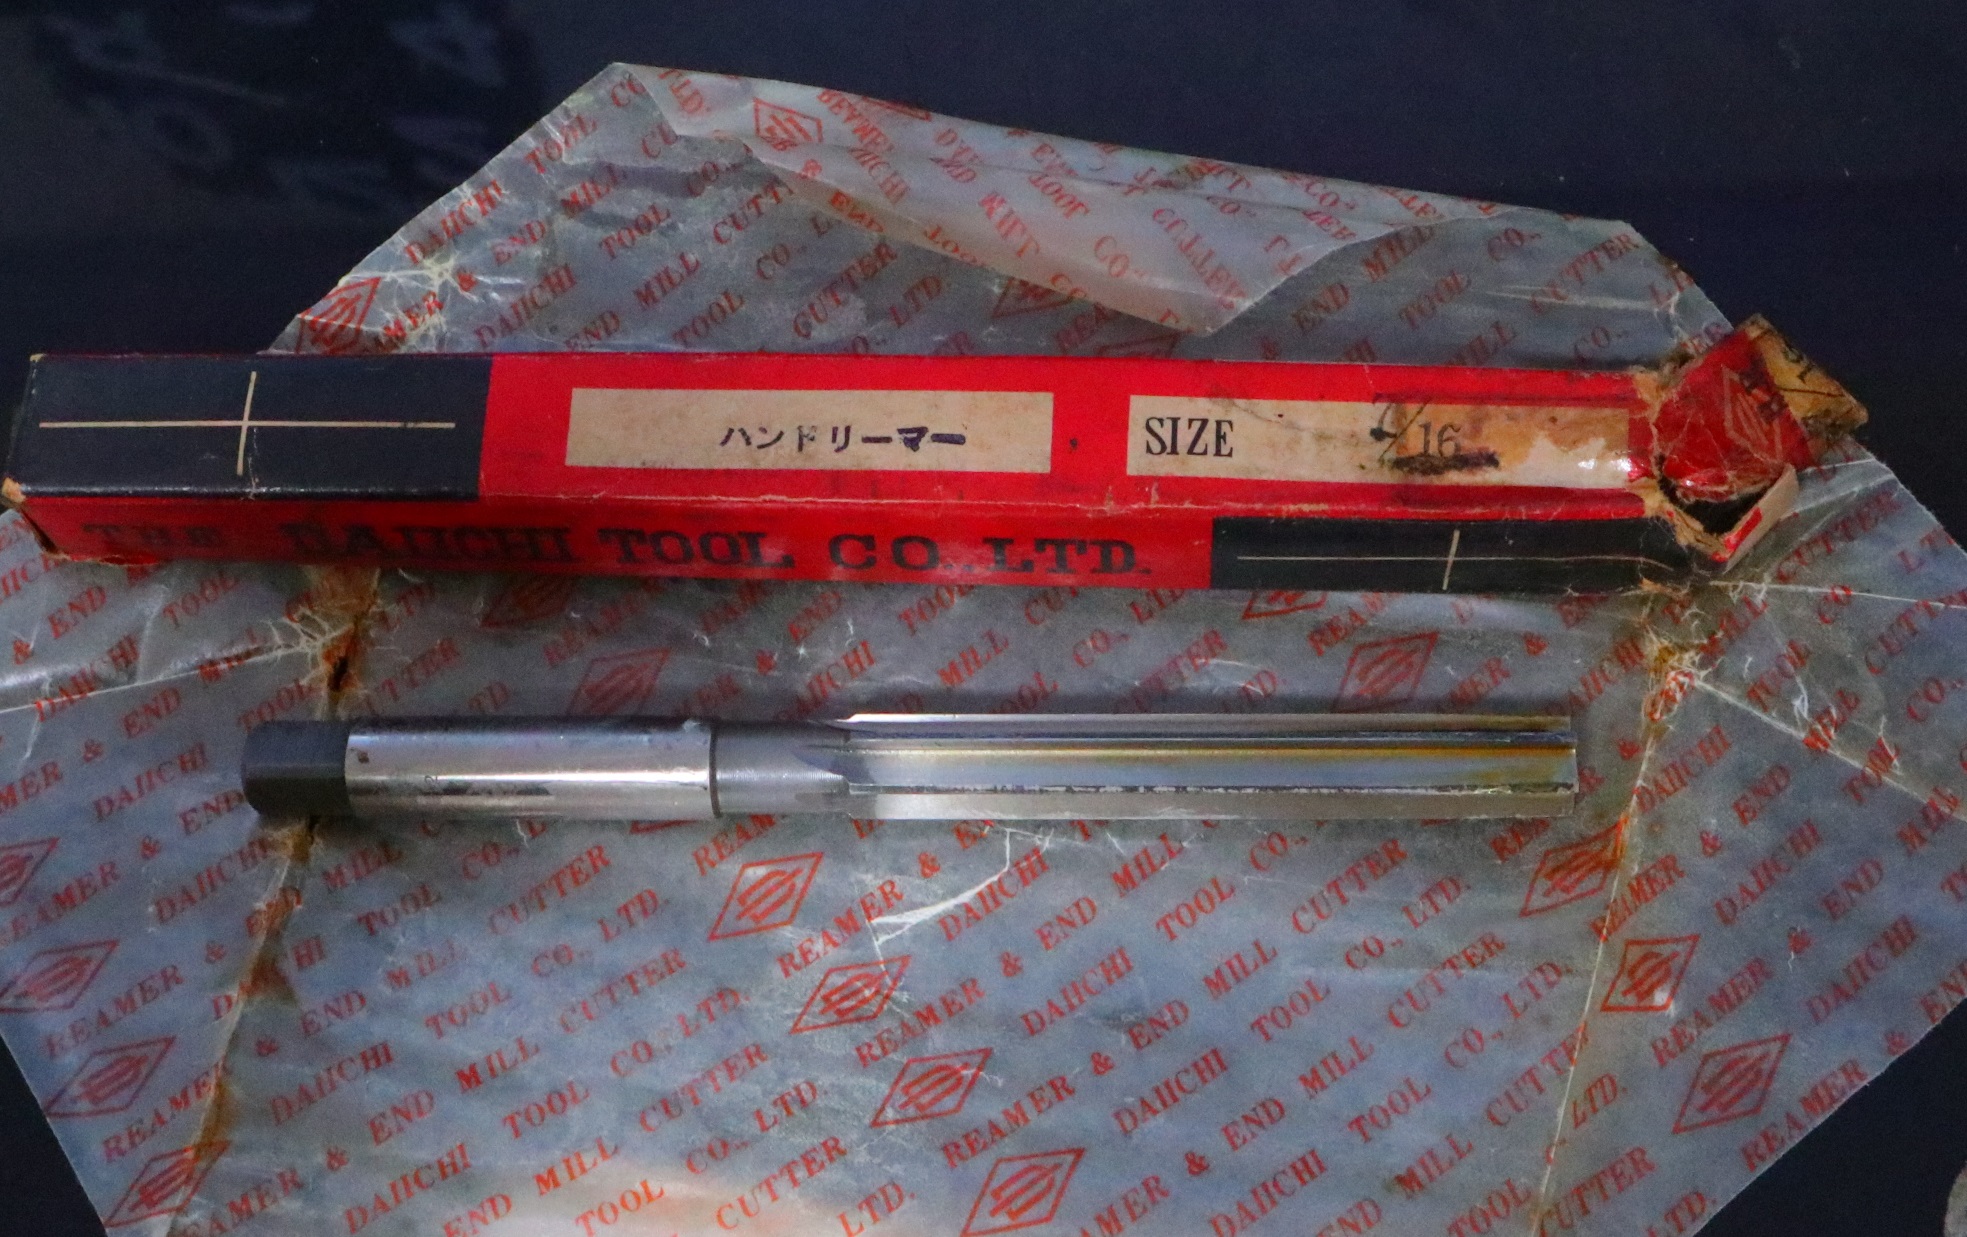 ハンドリーマー
SIZE 7/16
THE DAIICHI TOOL CO., LTD.
REAMER & END MILL CUTTER
DAIICHI TOOL CO., LTD.